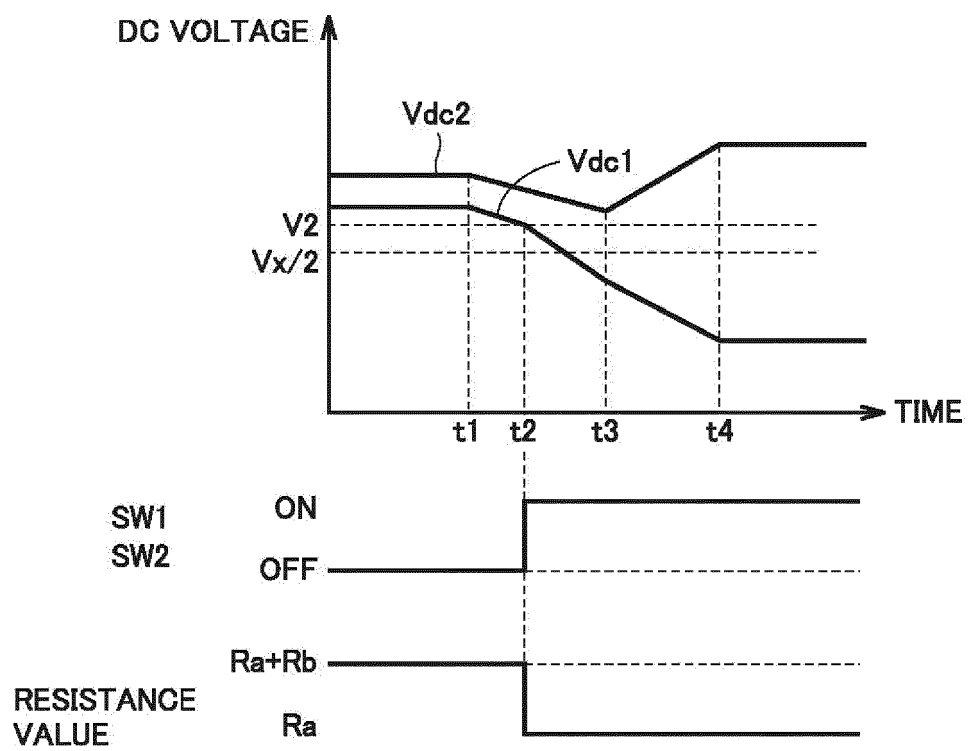 DC VOLTAGE
Vdc2
Vdc1
V2
Vx/2
TIME
t1 t2 t3 t4
SW1
SW2
ON
OFF
Ra+Rb
RESISTANCE
VALUE
Ra